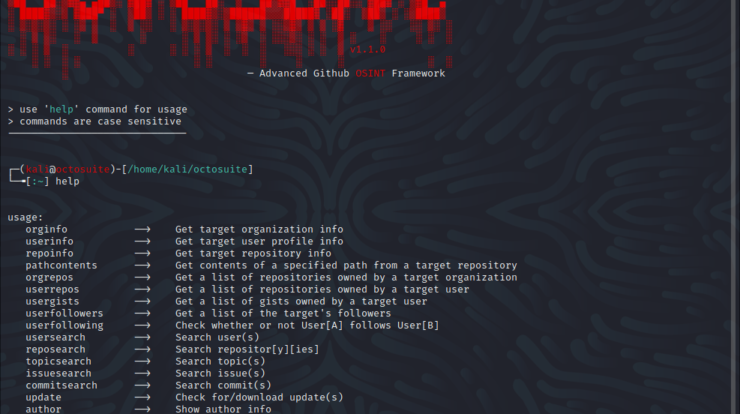 v1.1.0
— Advanced Github OSINT Framework
> use 'help' command for usage
> commands are case sensitive
┌──(kali@octosuite)-[/home/kali/octosuite]
└╼[:~] help
usage:
orginfo ⟶ Get target organization info
userinfo ⟶ Get target user profile info
repoinfo ⟶ Get target repository info
pathcontents ⟶ Get contents of a specified path from a target repository
orgrepos ⟶ Get a list of repositories owned by a target organization
userrepos ⟶ Get a list of repositories owned by a target user
usergists ⟶ Get a list of gists owned by a target user
userfollowers ⟶ Get a list of the target's followers
userfollowing ⟶ Check whether or not User[A] follows User[B]
usersearch ⟶ Search user(s)
reposearch ⟶ Search repositor[y][ies]
topicsearch ⟶ Search topic(s)
issuesearch ⟶ Search issue(s)
commitsearch ⟶ Search commit(s)
update ⟶ Check for/download update(s)
author ⟶ Show author info